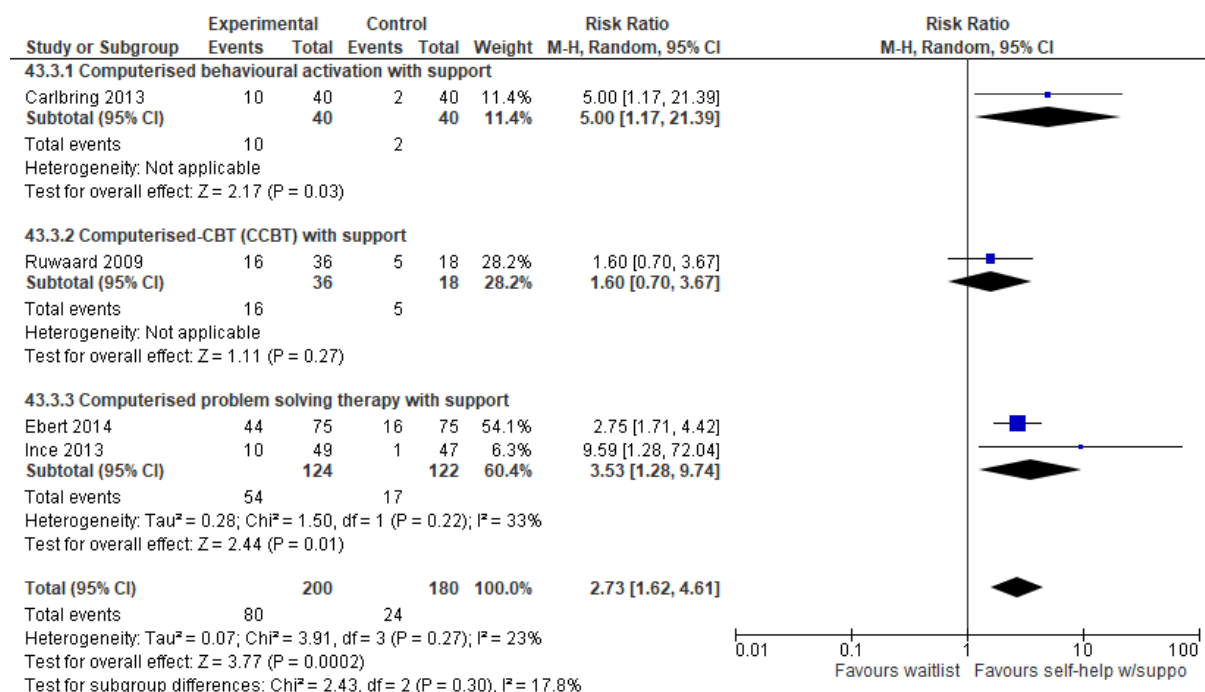 Experimental Control Risk Ratio Risk Ratio
Study or Subgroup Events Total Events Total Weight M-H, Random, 95% CI M-H, Random, 95% CI
43.3.1 Computerised behavioural activation with support
Carlbring 2013 10 40 2 40 11.4% 5.00 [1.17, 21.39]
Subtotal (95% CI) 40 40 11.4% 5.00 [1.17, 21.39]
Total events 10 2
Heterogeneity: Not applicable
Test for overall effect: Z = 2.17 (P = 0.03)
43.3.2 Computerised-CBT (CCBT) with support
Ruwaard 2009 16 36 5 18 28.2% 1.60 [0.70, 3.67]
Subtotal (95% CI) 36 18 28.2% 1.60 [0.70, 3.67]
Total events 16 5
Heterogeneity: Not applicable
Test for overall effect: Z = 1.11 (P = 0.27)
43.3.3 Computerised problem solving therapy with support
Ebert 2014 44 75 16 75 54.1% 2.75 [1.71, 4.42]
Ince 2013 10 49 1 47 6.3% 9.59 [1.28, 72.04]
Subtotal (95% CI) 124 122 60.4% 3.53 [1.28, 9.74]
Total events 54 17
Heterogeneity: Tau² = 0.28; Chi² = 1.50, df = 1 (P = 0.22); I² = 33%
Test for overall effect: Z = 2.44 (P = 0.01)
Total (95% CI) 200 180 100.0% 2.73 [1.62, 4.61]
Total events 80 24
Heterogeneity: Tau² = 0.07; Chi² = 3.91, df = 3 (P = 0.27); I² = 23%
Test for overall effect: Z = 3.77 (P = 0.0002)
Test for subgroup differences: Chi² = 2.43, df = 2 (P = 0.30), I² = 17.8%
0.01 0.1 1 10 100
Favours waitlist Favours self-help w/suppo